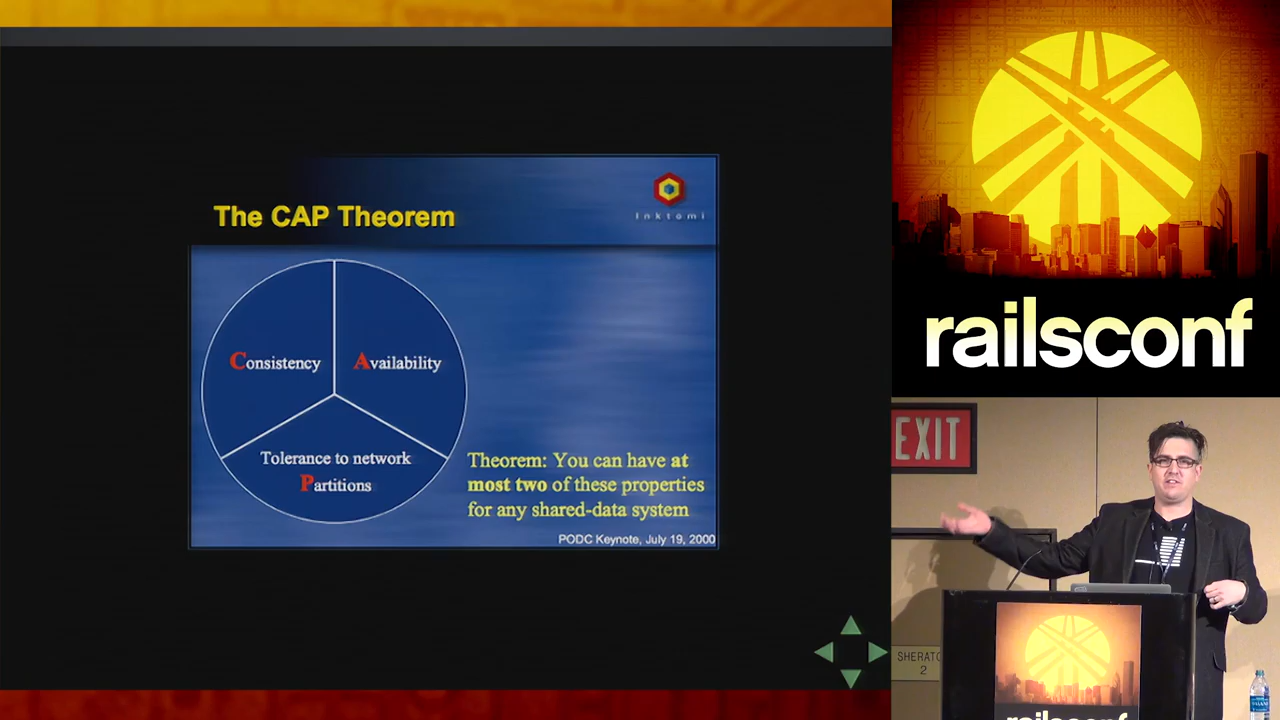 The CAP Theorem
Inktomi
Consistency
Availability
Tolerance to network
Partitions
Theorem: You can have at
most two of these properties
for any shared-data system
PODC Keynote, July 19, 2000
railsconf
EXIT
2
railsconf